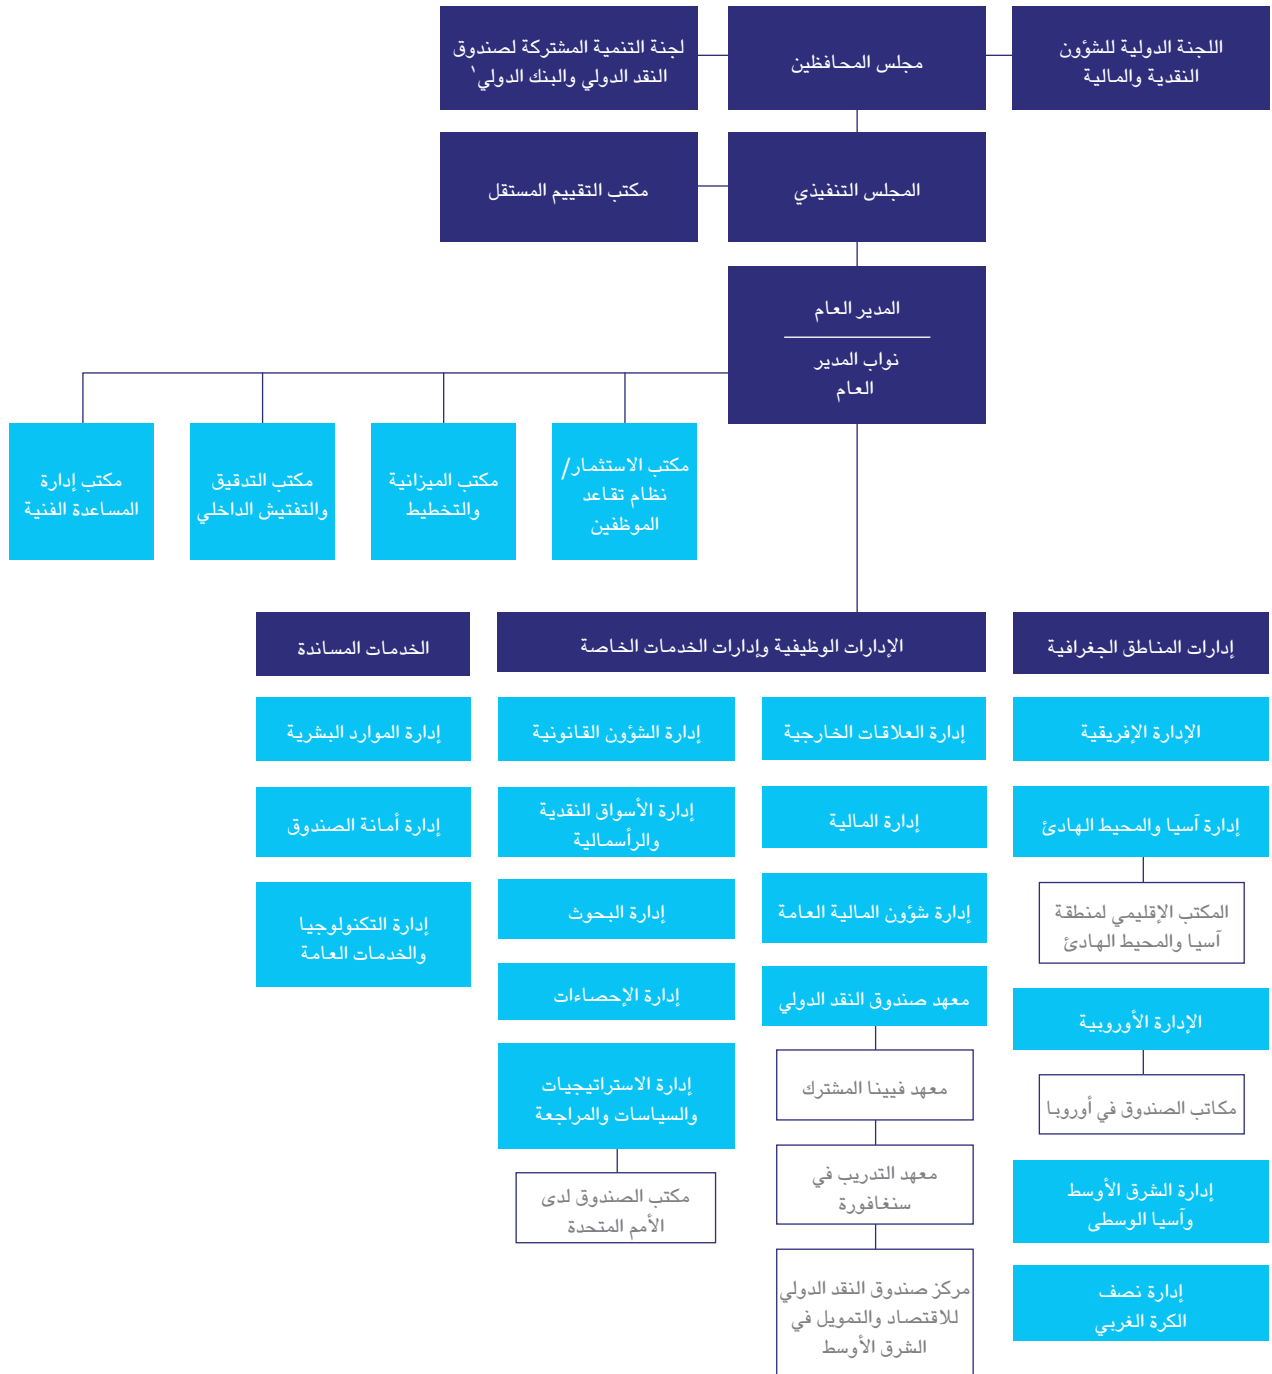 اللجنة الدولية للشؤون
النقدية والمالية
مجلس المحافظين
لجنة التنمية المشتركة لصندوق
النقد الدولي والبنك الدولي١
المجلس التنفيذي
مكتب التقييم المستقل
المدير العام
نواب المدير
العام
مكتب الاستثمار/
نظام تقاعد
الموظفين
مكتب الميزانية
والتخطيط
مكتب التدقيق
والتفتيش الداخلي
مكتب إدارة
المساعدة الفنية
إدارات المناطق الجغرافية
الإدارة الإفريقية
إدارة آسيا والمحيط الهادئ
المكتب الإقليمي لمنطقة
آسيا والمحيط الهادئ
الإدارة الأوروبية
مكاتب الصندوق في أوروبا
إدارة الشرق الأوسط
وآسيا الوسطى
إدارة نصف
الكرة الغربي
الإدارات الوظيفية وإدارات الخدمات الخاصة
إدارة العلاقات الخارجية
إدارة المالية
إدارة شؤون المالية العامة
معهد صندوق النقد الدولي
معهد فيينا المشترك
معهد التدريب في
سنغافورة
مركز صندوق النقد الدولي
للاقتصاد والتمويل في
الشرق الأوسط
إدارة الشؤون القانونية
إدارة الأسواق النقدية
والرأسمالية
إدارة البحوث
إدارة الإحصاءات
إدارة الاستراتيجيات
والسياسات والمراجعة
مكتب الصندوق لدى
الأمم المتحدة
الخدمات المساندة
إدارة الموارد البشرية
إدارة أمانة الصندوق
إدارة التكنولوجيا
والخدمات العامة